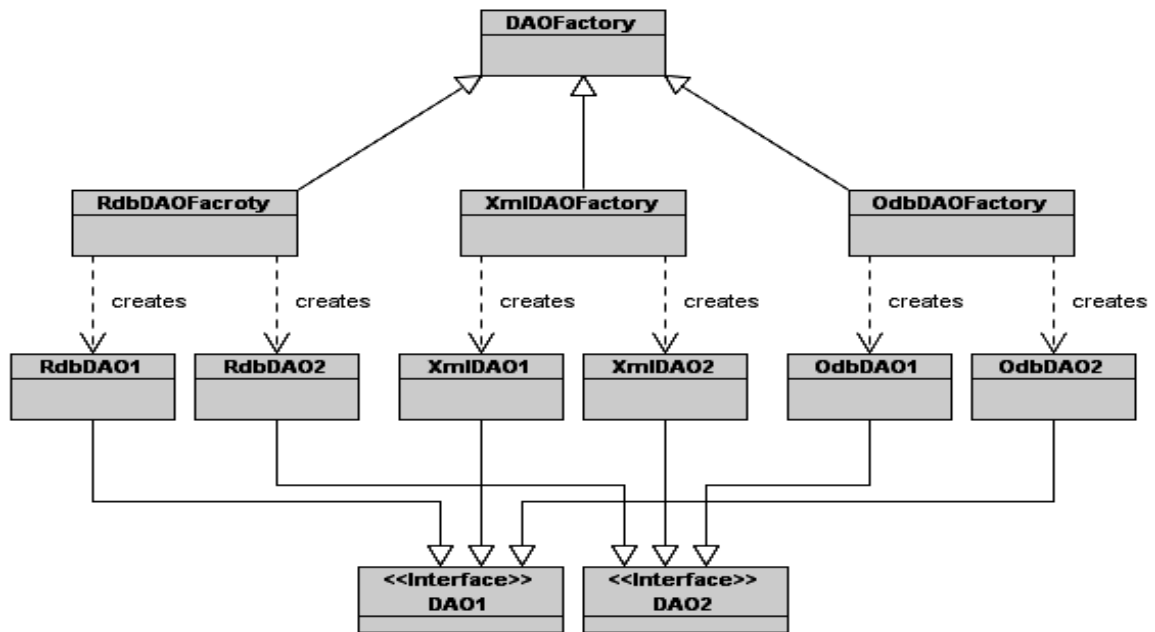 DAOFactory
RdbDAOFacroty
XmlDAOFactory
OdbDAOFactory
creates
creates
creates
creates
creates
creates
RdbDAO1
RdbDAO2
XmlDAO1
XmlDAO2
OdbDAO1
OdbDAO2
<<Interface>>
DAO1
<<Interface>>
DAO2